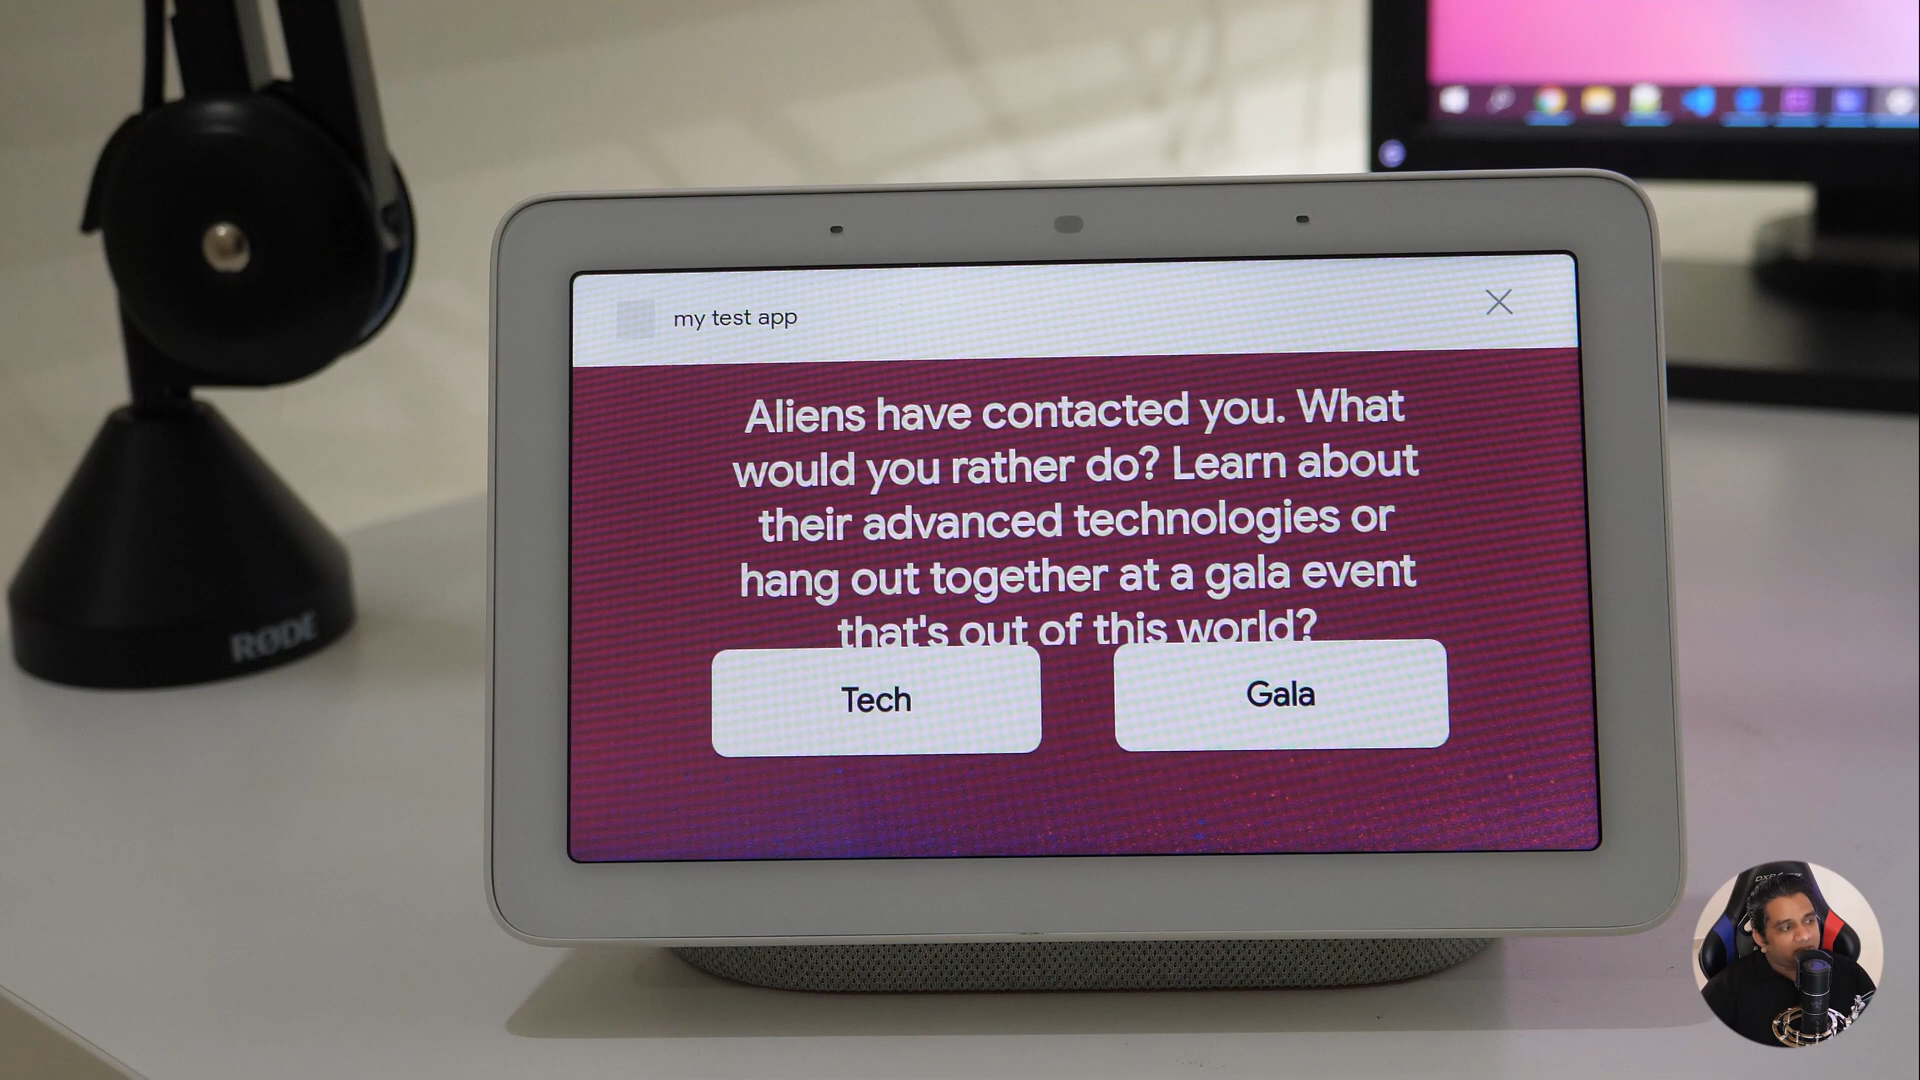 my test app
Aliens have contacted you. What
would you rather do? Learn about
their advanced technologies or
hang out together at a gala event
that's out of this world?
Tech
Gala
RØDE